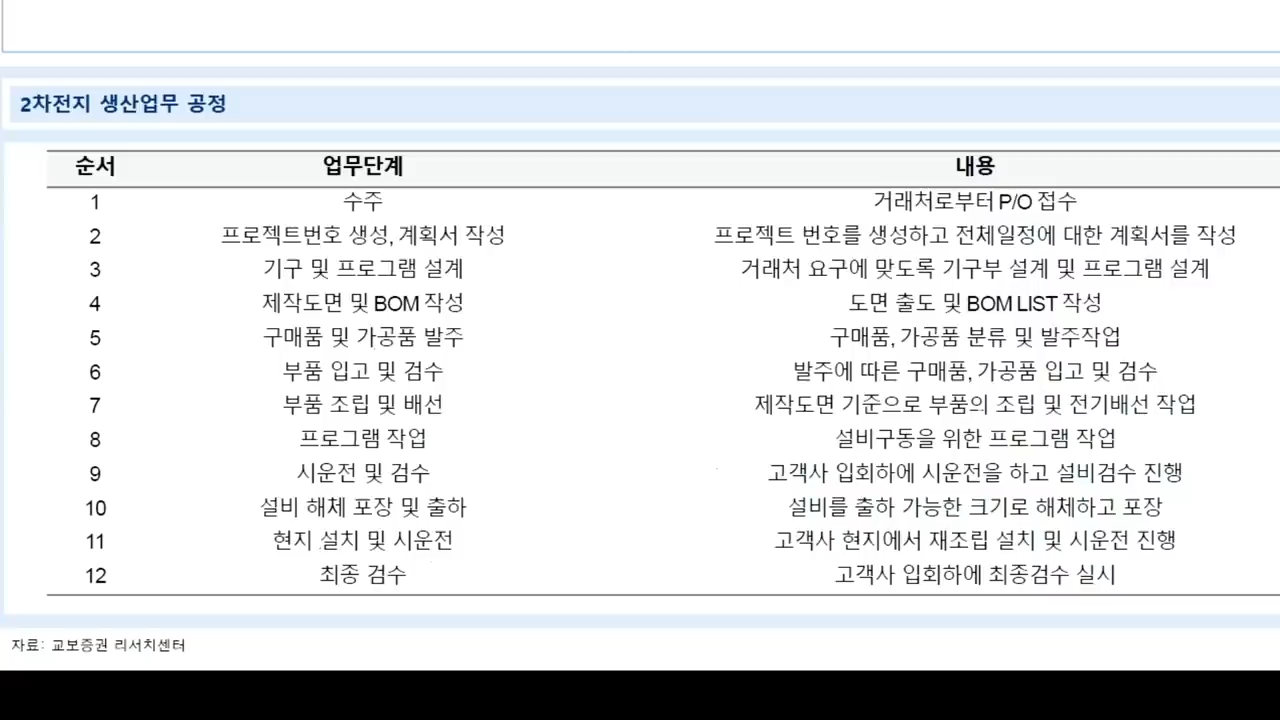 2차전지 생산업무 공정
순서 업무단계 내용
1 수주 거래처로부터 P/O 접수
2 프로젝트번호 생성, 계획서 작성 프로젝트 번호를 생성하고 전체일정에 대한 계획서를 작성
3 기구 및 프로그램 설계 거래처 요구에 맞도록 기구부 설계 및 프로그램 설계
4 제작도면 및 BOM 작성 도면 출도 및 BOM LIST 작성
5 구매품 및 가공품 발주 구매품, 가공품 분류 및 발주작업
6 부품 입고 및 검수 발주에 따른 구매품, 가공품 입고 및 검수
7 부품 조립 및 배선 제작도면 기준으로 부품의 조립 및 전기배선 작업
8 프로그램 작업 설비구동을 위한 프로그램 작업
9 시운전 및 검수 고객사 입회하에 시운전을 하고 설비검수 진행
10 설비 해체 포장 및 출하 설비를 출하 가능한 크기로 해체하고 포장
11 현지 설치 및 시운전 고객사 현지에서 재조립 설치 및 시운전 진행
12 최종 검수 고객사 입회하에 최종검수 실시
자료: 교보증권 리서치센터